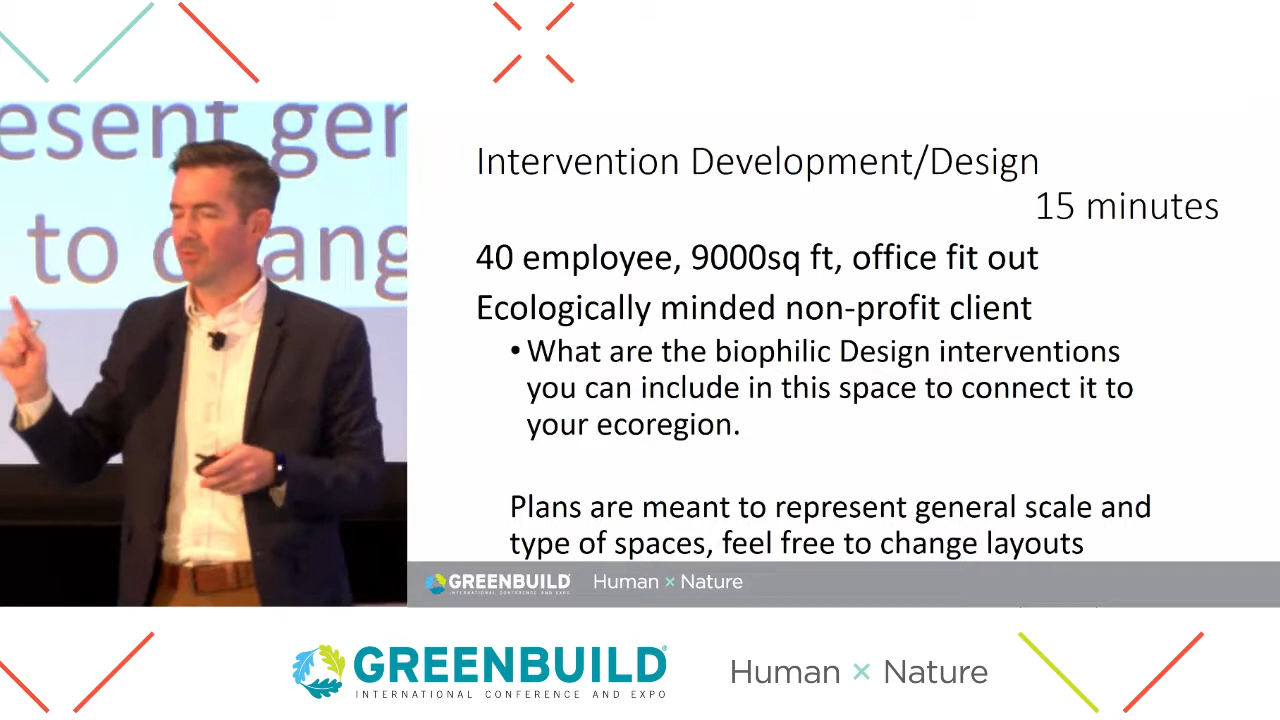 esent ger
to chang
Intervention Development/Design
15 minutes
40 employee, 9000sq ft, office fit out
Ecologically minded non-profit client
• What are the biophilic Design interventions
you can include in this space to connect it to
your ecoregion.
Plans are meant to represent general scale and
type of spaces, feel free to change layouts
GREENBUILD
INTERNATIONAL CONFERENCE AND EXPO
Human × Nature
GREENBUILD®
INTERNATIONAL CONFERENCE AND EXPO
Human × Nature